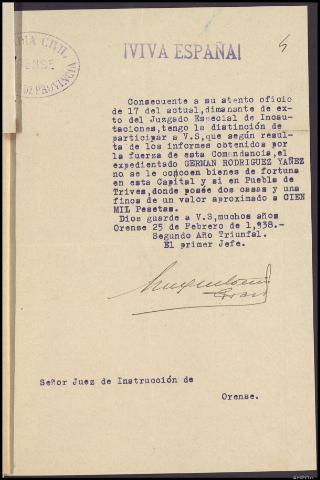 ¡VIVA ESPAÑA!
5
CIVIL
ENSE
DE PROVINCIA
Consecuente a su atento oficio
de 17 del actual, dimanante de ex-
to del Juzgado Especial de Incau-
taciones, tengo la distinción de
participar a V.S, que según resul-
ta de los informes obtenidos por
la fuerza de esta Comandancia, el
expedientado GERMAN RODRIGUEZ YAÑEZ
no se le conocen bienes de fortuna
en esta Capital y si en Puebla de
Trives, donde posée dos casas y una
finca de un valor aproximado a CIEN
MIL Pesetas.
Dios guarde a V.S, muchos años
Orense 25 de Febrero de 1,938.-
Segundo Año Triunfal.
El primer Jefe.
Señor Juez de Instrucción de
Orense.